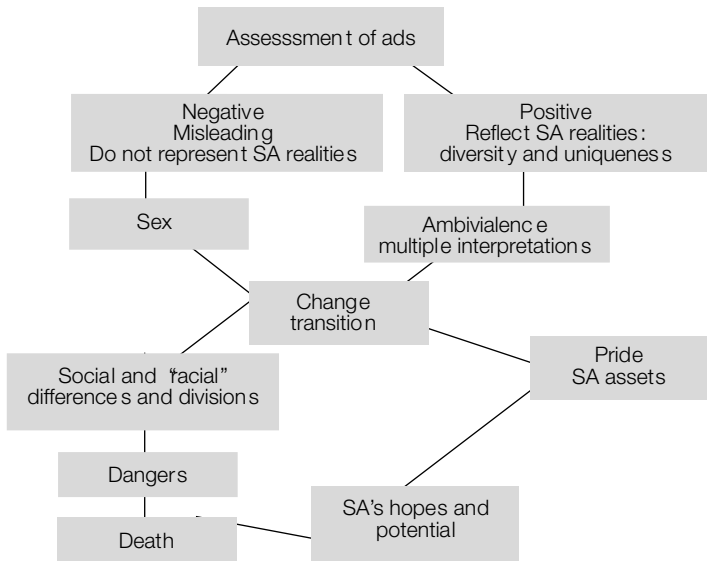 Assesssment of ads
Negative
Misleading
Do not represent SA realities
Positive
Reflect SA realities:
diversity and uniqueness
Sex
Ambivialence
multiple interpretations
Change
transition
Social and “racial”
differences and divisions
Pride
SA assets
Dangers
SA’s hopes and
potential
Death